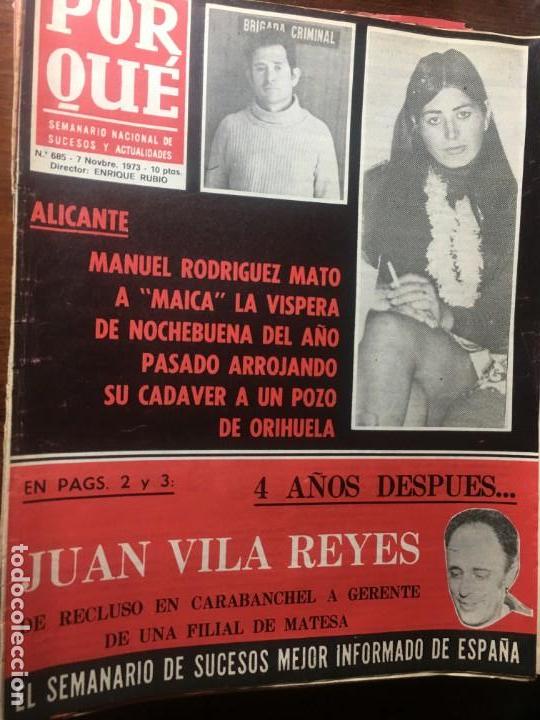 POR
QUÉ
SEMANARIO NACIONAL DE
SUCESOS Y ACTUALIDADES
N.° 685 - 7 Novbre. 1973 - 10 ptas.
Director: ENRIQUE RUBIO
BRIGADA CRIMINAL
ALICANTE
MANUEL RODRIGUEZ MATO
A "MAICA" LA VISPERA
DE NOCHEBUENA DEL AÑO
PASADO ARROJANDO
SU CADAVER A UN POZO
DE ORIHUELA
EN PAGS. 2 y 3:
4 AÑOS DESPUES...
JUAN VILA REYES
DE RECLUSO EN CARABANCHEL A GERENTE
DE UNA FILIAL DE MATESA
EL SEMANARIO DE SUCESOS MEJOR INFORMADO DE ESPAÑA
todocoleccion